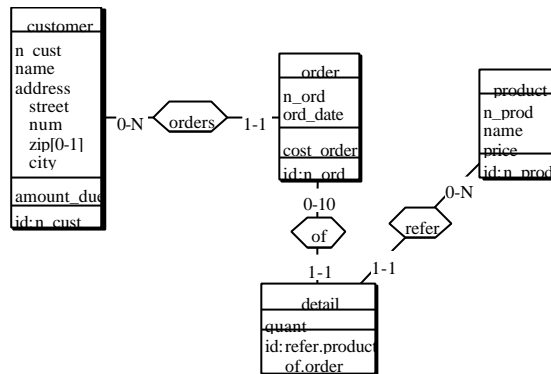 customer
n_cust
name
address
street
num
zip[0-1]
city
amount_due
id:n_cust
0-N
orders
1-1
order
n_ord
ord_date
cost_order
id:n_ord
product
n_prod
name
price
id:n_prod
0-N
refer
1-1
0-10
of
1-1
detail
quant
id:refer.product
of.order